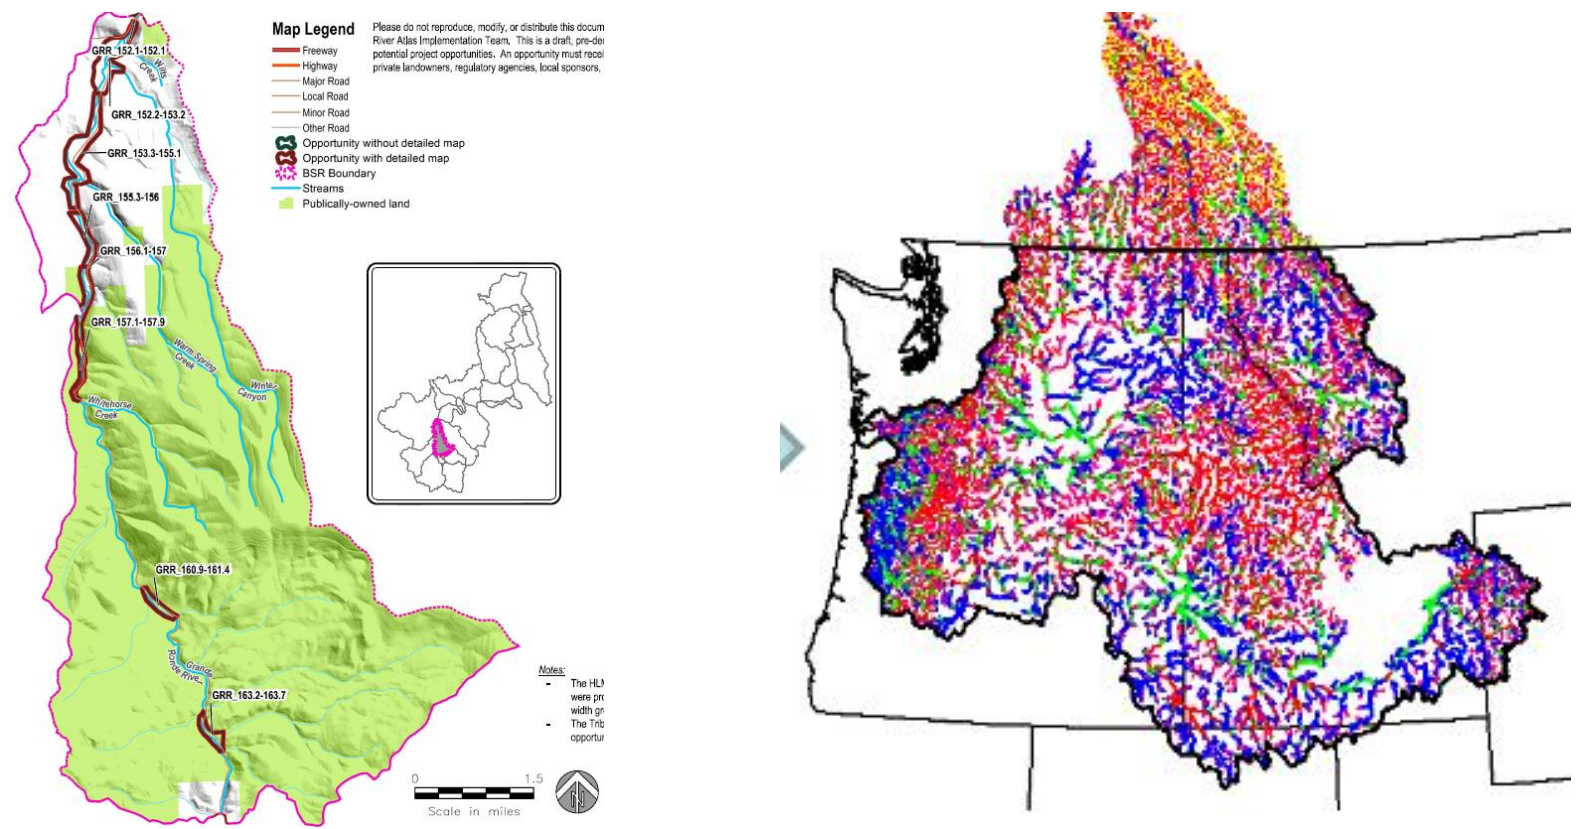 Map Legend
Freeway
Highway
Major Road
Local Road
Minor Road
Other Road
Opportunity without detailed map
Opportunity with detailed map
BSR Boundary
Streams
Publically-owned land
Please do not reproduce, modify, or distribute this docum
River Atlas Implementation Team. This is a draft, pre-de
potential project opportunities. An opportunity must recei
private landowners, regulatory agencies, local sponsors,
GRR_152.1-152.1
Willis
Creek
GRR_152.2-153.2
GRR_153.3-155.1
GRR_155.3-156
GRR_156.1-157
GRR_157.1-157.9
Warm Spring
Creek
Winter
Canyon
Whitehorse
Creek
GRR_160.9-161.4
Grande
Ronde River
GRR_163.2-163.7
Notes:
- The HLM
were pro
width gr
- The Trib
opportun
0 1.5
Scale in miles
N